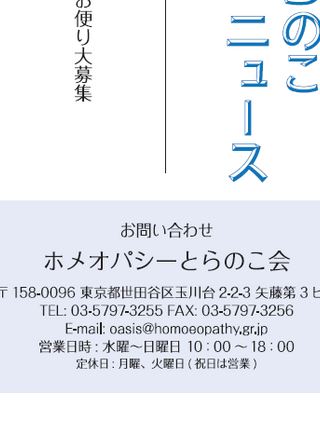 らのこ
ニュース
お便り大募集
お問い合わせ
ホメオパシーとらのこ会
〒158-0096 東京都世田谷区玉川台2-2-3 矢藤第3ビ
TEL: 03-5797-3255 FAX: 03-5797-3256
E-mail: oasis@homoeopathy.gr.jp
営業日時 : 水曜～日曜日 10 : 00 ～ 18 : 00
定休日 : 月曜、火曜日 ( 祝日は営業 )